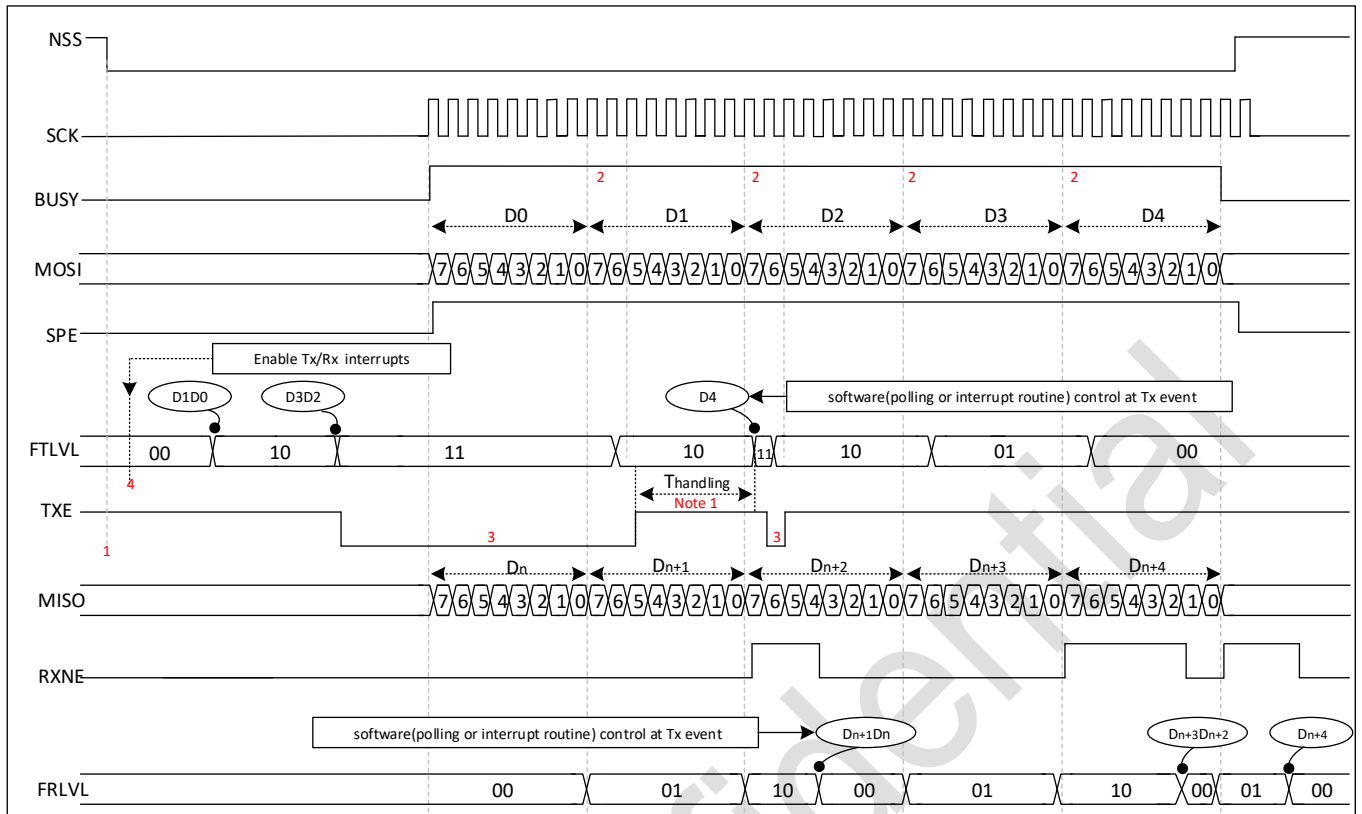 NSS
SCK
BUSY
2 2 2 2
D0 D1 D2 D3 D4
MOSI 7 6 5 4 3 2 1 0 7 6 5 4 3 2 1 0 7 6 5 4 3 2 1 0 7 6 5 4 3 2 1 0 7 6 5 4 3 2 1 0
SPE
Enable Tx/Rx interrupts
D1D0 D3D2 D4 software(polling or interrupt routine) control at Tx event
FTLVL 00 10 11 10 11 10 01 00
4
Thandling
Note 1
TXE
3 3
1
Dn Dn+1 Dn+2 Dn+3 Dn+4
MISO 7 6 5 4 3 2 1 0 7 6 5 4 3 2 1 0 7 6 5 4 3 2 1 0 7 6 5 4 3 2 1 0 7 6 5 4 3 2 1 0
RXNE
software(polling or interrupt routine) control at Tx event Dn+1Dn Dn+3Dn+2 Dn+4
FRLVL 00 01 10 00 01 10 00 01 00